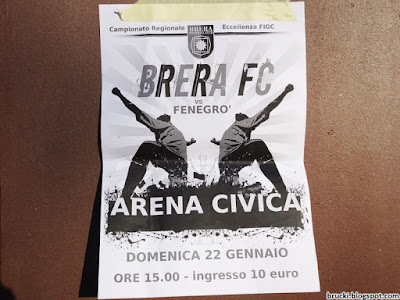 Campionato Regionale Eccellenza FIGC
BRERA
BRERA FC
vs
FENEGRO'
ARENA CIVICA
DOMENICA 22 GENNAIO
ORE 15.00 - ingresso 10 euro
brucki.blogspot.com